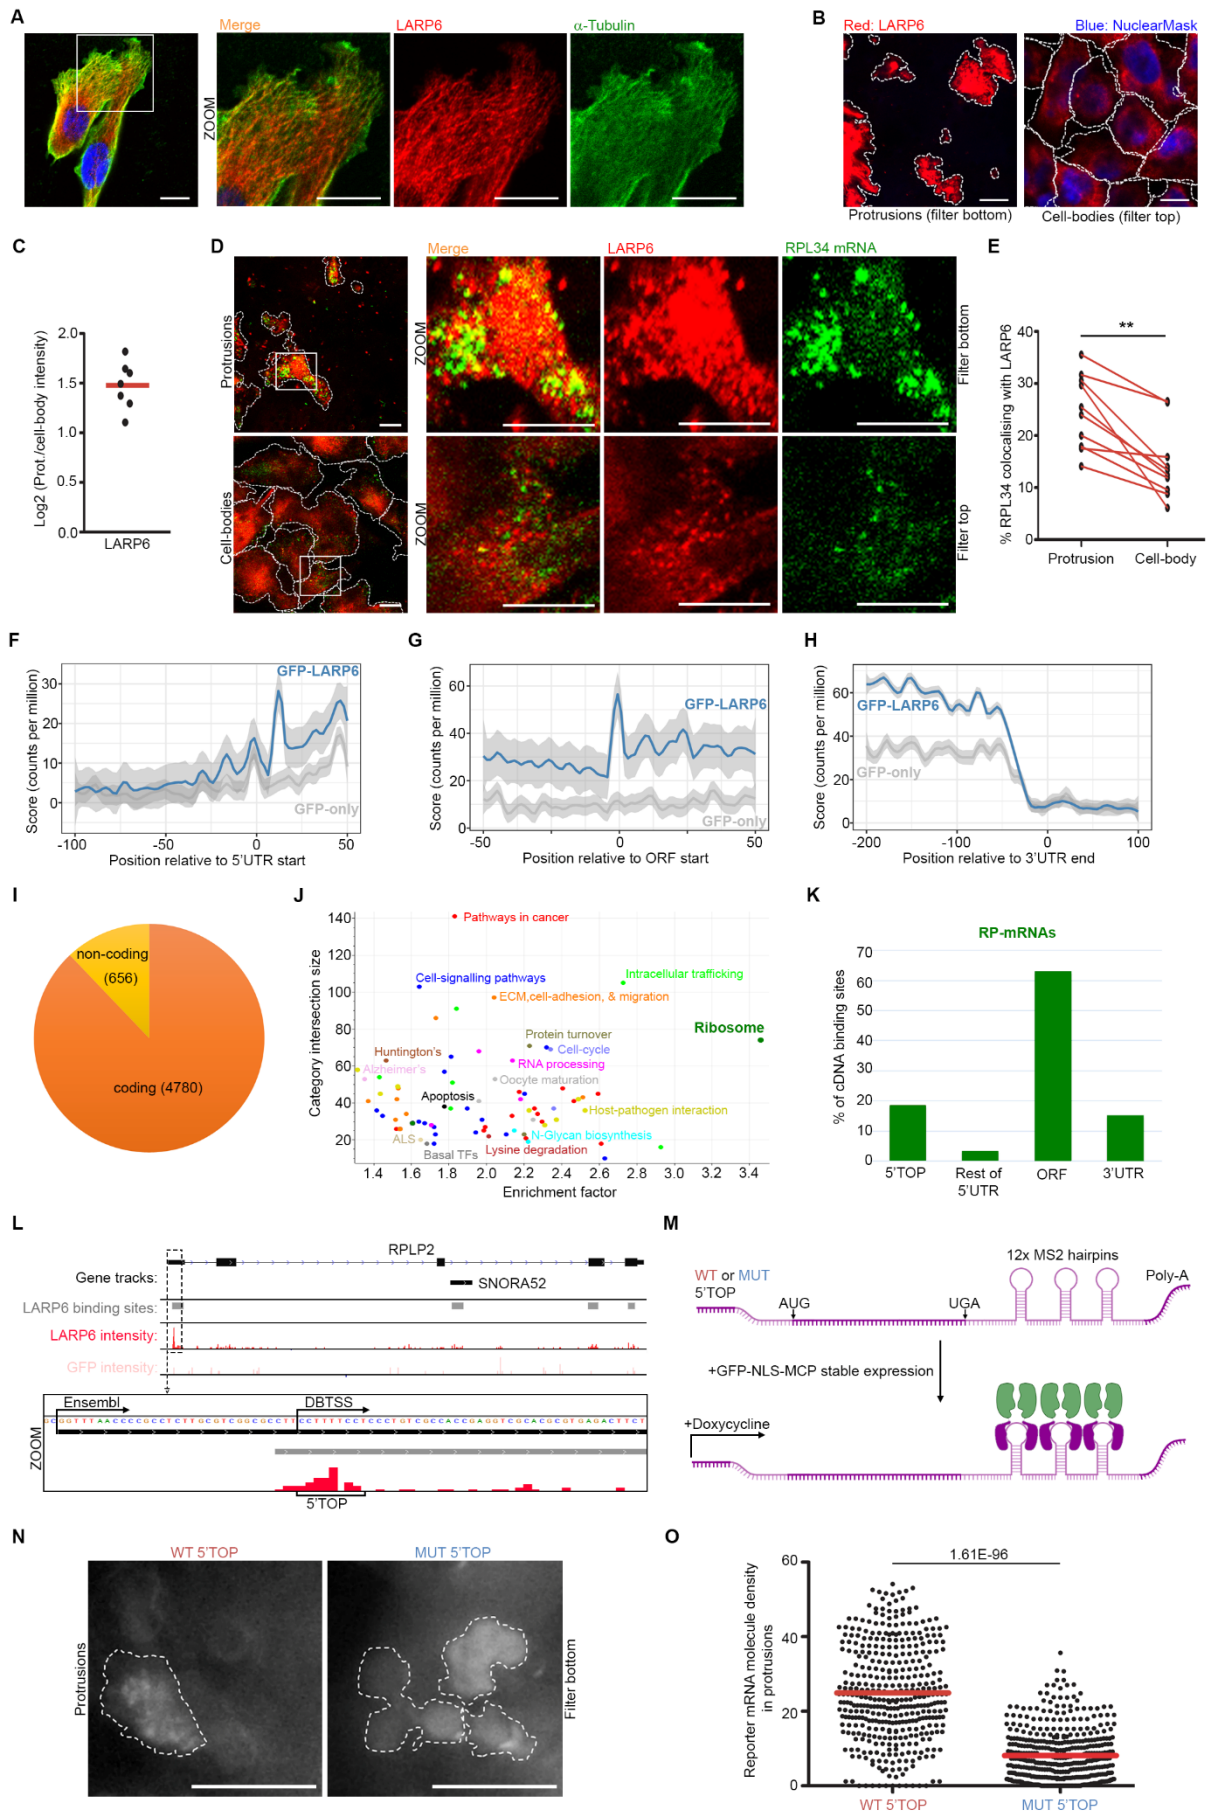 A
Merge
LARP6
α-Tubulin
ZOOM
B
Red: LARP6
Blue: NuclearMask
Protrusions (filter bottom)
Cell-bodies (filter top)
C
Log2 (Prot./cell-body intensity)
2.0
1.5
1.0
0.5
0.0
LARP6
D
Merge
LARP6
RPL34 mRNA
Protrusions
ZOOM
Filter bottom
Cell-bodies
ZOOM
Filter top
E
% RPL34 colocalising with LARP6
40
30
20
10
0
**
Protrusion
Cell-body
F
Score (counts per million)
30
20
10
0
GFP-LARP6
GFP-only
-100
-50
0
50
Position relative to 5'UTR start
G
Score (counts per million)
60
40
20
0
GFP-LARP6
GFP-only
-50
0
50
Position relative to ORF start
H
Score (counts per million)
60
40
20
0
GFP-LARP6
GFP-only
-200
-100
0
100
Position relative to 3'UTR end
I
non-coding
(656)
coding (4780)
J
Category intersection size
140
120
100
80
60
40
20
Pathways in cancer
Cell-signalling pathways
Intracellular trafficking
ECM,cell-adhesion, & migration
Ribosome
Protein turnover
Huntington's
Cell-cycle
Alzheimer's
RNA processing
Oocyte maturation
Apoptosis
Host-pathogen interaction
ALS
N-Glycan biosynthesis
Basal TFs
Lysine degradation
1.4
1.6
1.8
2.0
2.2
2.4
2.6
2.8
3.0
3.2
3.4
Enrichment factor
K
RP-mRNAs
% of cDNA binding sites
70
60
50
40
30
20
10
0
5'TOP
Rest of
5'UTR
ORF
3'UTR
L
RPLP2
Gene tracks:
SNORA52
LARP6 binding sites:
LARP6 intensity:
GFP intensity:
Ensembl
DBTSS
GCGGTTTAACCCCGCCTCTTGCGTCGGCGCCTTCCTTTTCCTCCCTGTCGCCACCGAGGTCGCACGCGTGAGACTTCT
ZOOM
5'TOP
M
WT or MUT
5'TOP
AUG
UGA
12x MS2 hairpins
Poly-A
+GFP-NLS-MCP stable expression
+Doxycycline
N
WT 5'TOP
MUT 5'TOP
Protrusions
Filter bottom
O
Reporter mRNA molecule density
in protrusions
60
40
20
0
1.61E-96
WT 5'TOP
MUT 5'TOP